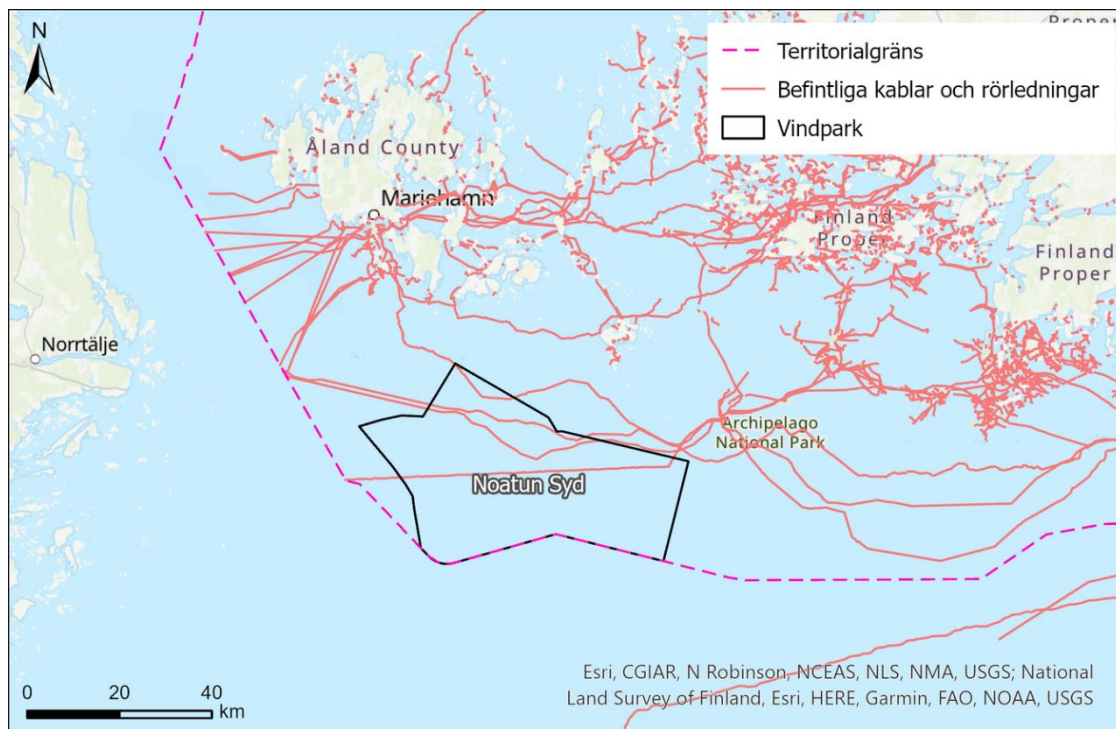 N
Prope
Territorialgräns
Befintliga kablar och rörledningar
Vindpark
Åland County
Mariehamn
Finland
Proper
Finland
Proper
Norrtälje
Archipelago
National Park
Noatun Syd
Esri, CGIAR, N Robinson, NCEAS, NLS, NMA, USGS; National
Land Survey of Finland, Esri, HERE, Garmin, FAO, NOAA, USGS
0 20 40
km